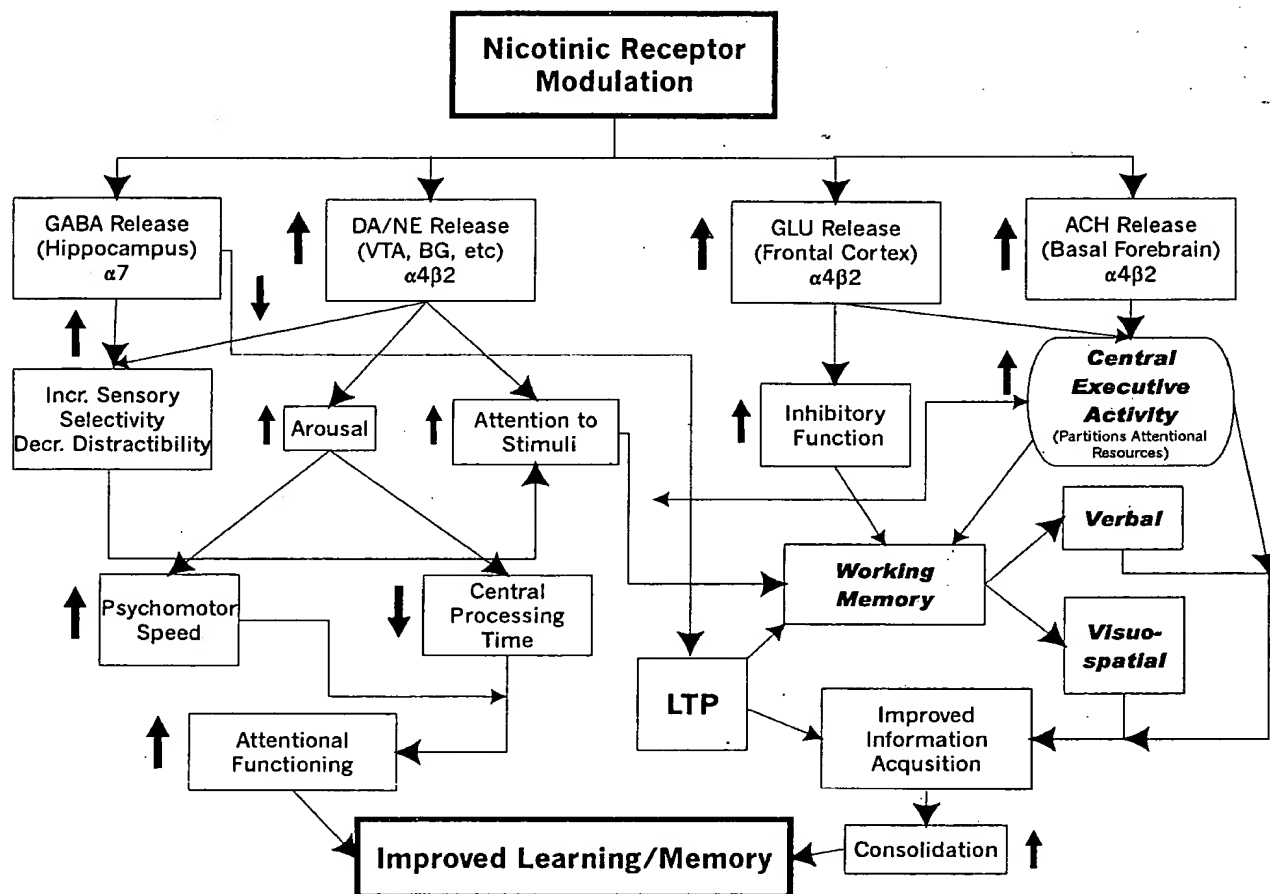 Nicotinic Receptor
Modulation
GABA Release
(Hippocampus)
α7
DA/NE Release
(VTA, BG, etc)
α4β2
GLU Release
(Frontal Cortex)
α4β2
ACH Release
(Basal Forebrain)
α4β2
Incr. Sensory
Selectivity
Decr. Distractibility
Arousal
Attention to
Stimuli
Inhibitory
Function
Central
Executive
Activity
(Partitions Attentional
Resources)
Verbal
Working
Memory
Psychomotor
Speed
Central
Processing
Time
Visuo-
spatial
LTP
Attentional
Functioning
Improved
Information
Acqusition
Improved Learning/Memory
Consolidation